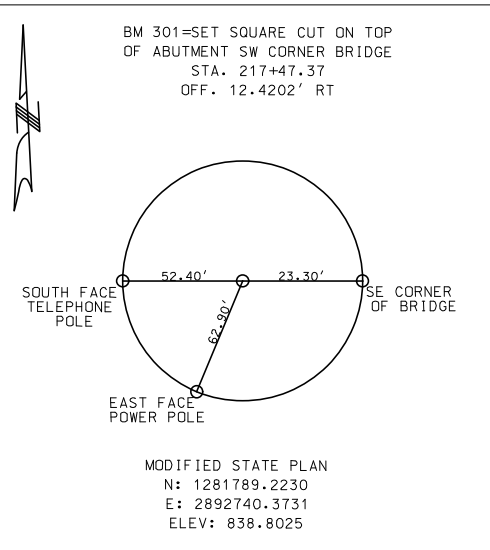 BM 301=SET SQUARE CUT ON TOP
OF ABUTMENT SW CORNER BRIDGE
STA. 217+47.37
OFF. 12.4202' RT
N
52.40'
23.30'
62.90'
SOUTH FACE
TELEPHONE
POLE
SE CORNER
OF BRIDGE
EAST FACE
POWER POLE
MODIFIED STATE PLAN
N: 1281789.2230
E: 2892740.3731
ELEV: 838.8025